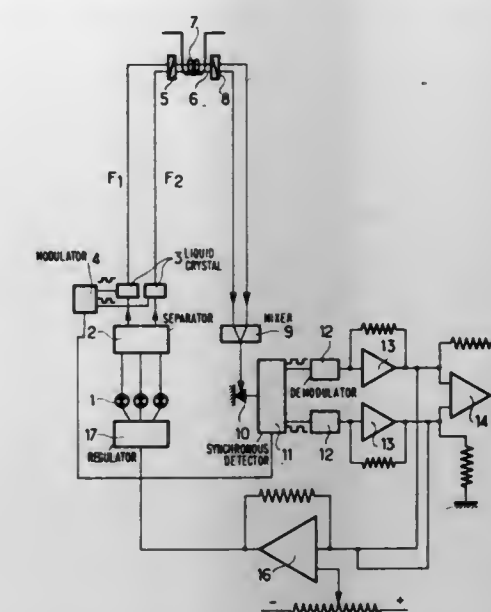 7
5
6
8
F1
F2
MODULATOR 4
3 LIQUID CRYSTAL
SEPARATOR
2
MIXER
9
12
13
DEMODULATOR
14
1
10
17
REGULATOR
SYNCHRONOUS DETECTOR
11
12
13
16
-
+